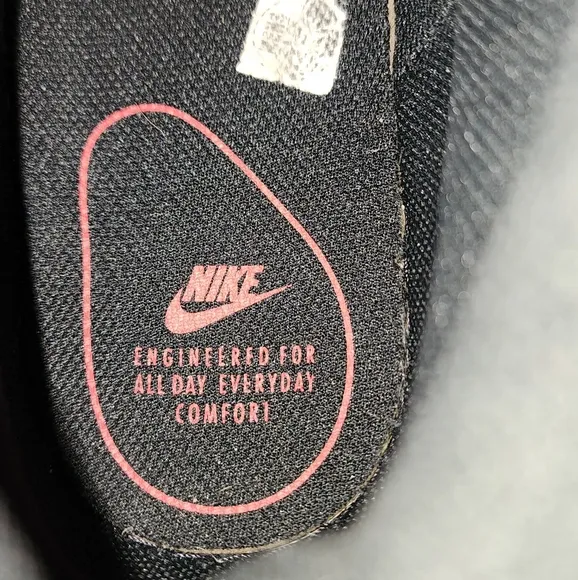 NIKE
ENGINEERED FOR
ALL DAY EVERYDAY
COMFORT